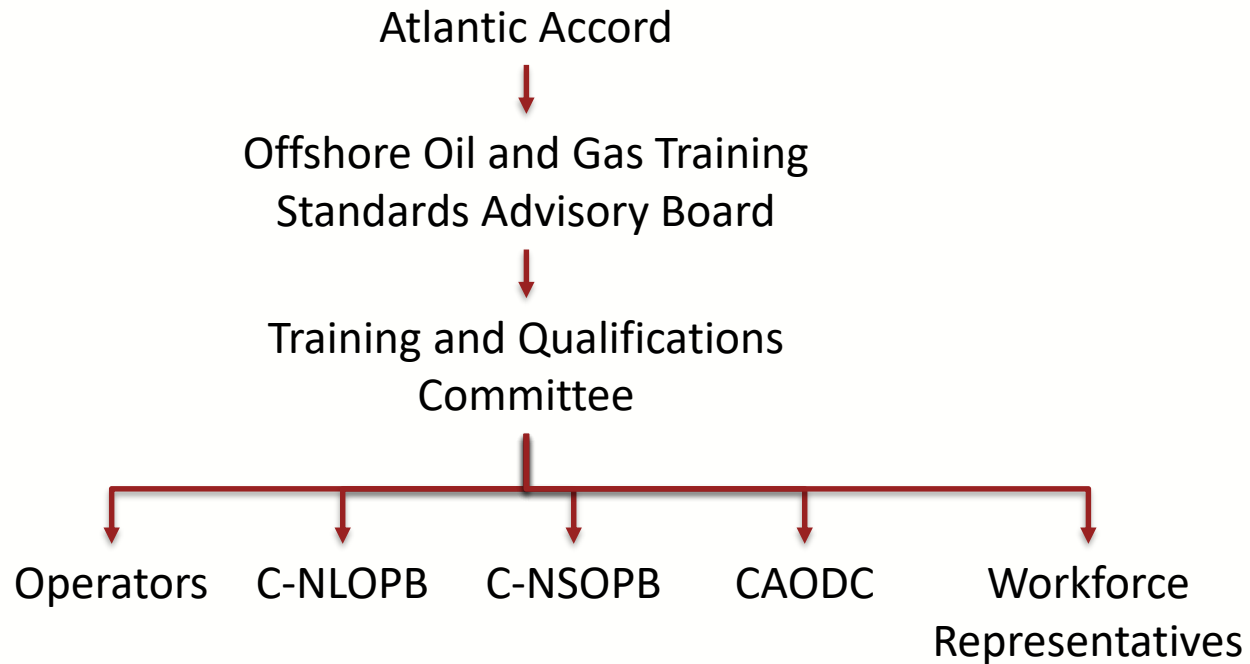 Atlantic Accord
Offshore Oil and Gas Training
Standards Advisory Board
Training and Qualifications
Committee
Operators
C-NLOPB
C-NSOPB
CAODC
Workforce
Representatives